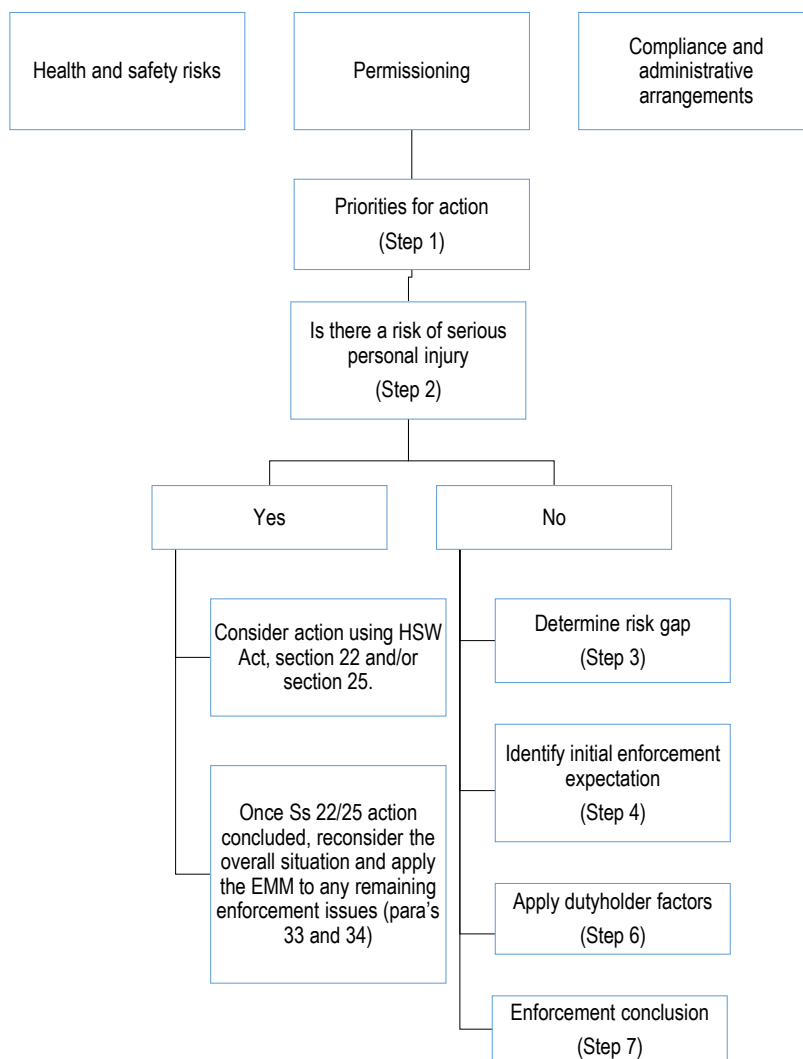 Health and safety risks
Permissioning
Compliance and
administrative
arrangements
Priorities for action
(Step 1)
Is there a risk of serious
personal injury
(Step 2)
Yes
No
Consider action using HSW
Act, section 22 and/or
section 25.
Once Ss 22/25 action
concluded, reconsider the
overall situation and apply
the EMM to any remaining
enforcement issues (para's
33 and 34)
Determine risk gap
(Step 3)
Identify initial enforcement
expectation
(Step 4)
Apply dutyholder factors
(Step 6)
Enforcement conclusion
(Step 7)